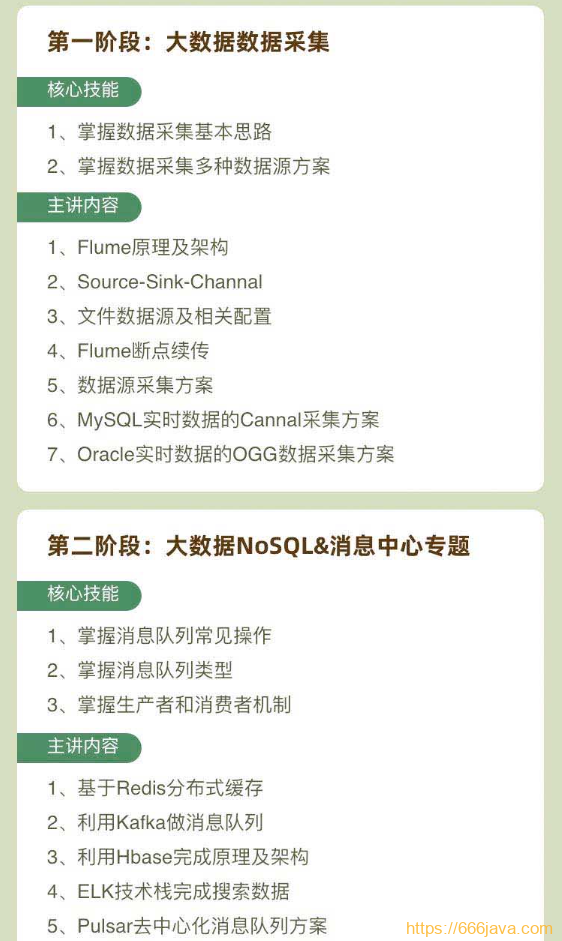 第一阶段：大数据数据采集
核心技能
1、掌握数据采集基本思路
2、掌握数据采集多种数据源方案
主讲内容
1、Flume原理及架构
2、Source-Sink-Channal
3、文件数据源及相关配置
4、Flume断点续传
5、数据源采集方案
6、MySQL实时数据的Cannal采集方案
7、Oracle实时数据的OGG数据采集方案
第二阶段：大数据NoSQL&消息中心专题
核心技能
1、掌握消息队列常见操作
2、掌握消息队列类型
3、掌握生产者和消费者机制
主讲内容
1、基于Redis分布式缓存
2、利用Kafka做消息队列
3、利用Hbase完成原理及架构
4、ELK技术栈完成搜索数据
5、Pulsar去中心化消息队列方案
https://666java.com